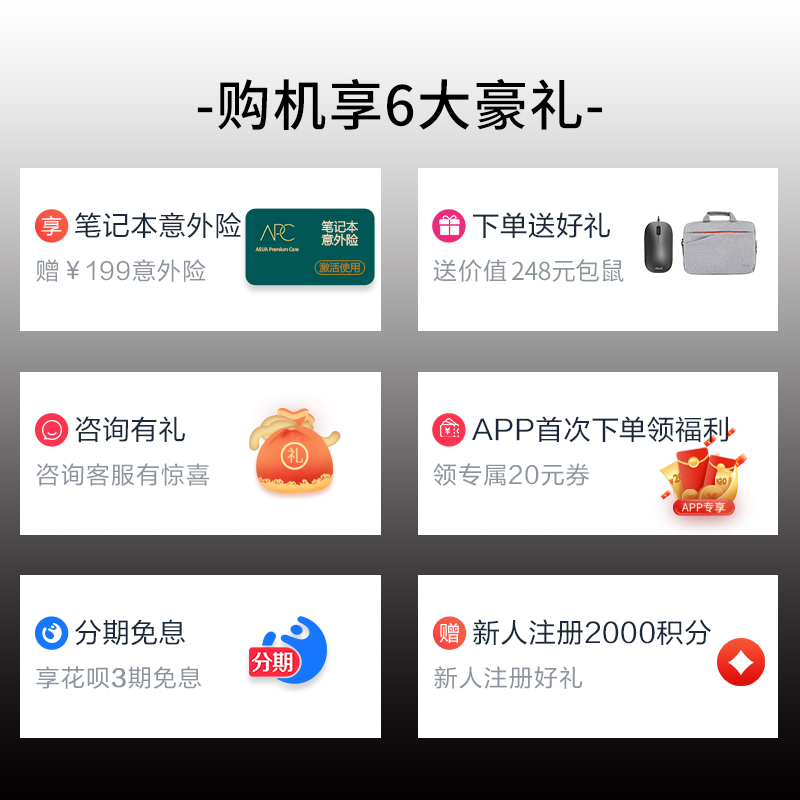 -购机享6大豪礼-
享 笔记本意外险
赠￥199意外险
APC
ASUA Premium Care
笔记本
意外险
激活使用
下单送好礼
送价值248元包鼠
咨询有礼
咨询客服有惊喜
礼
APP首次下单领福利
领专属20元券
APP专享
分期免息
享花呗3期免息
分期
赠 新人注册2000积分
新人注册好礼